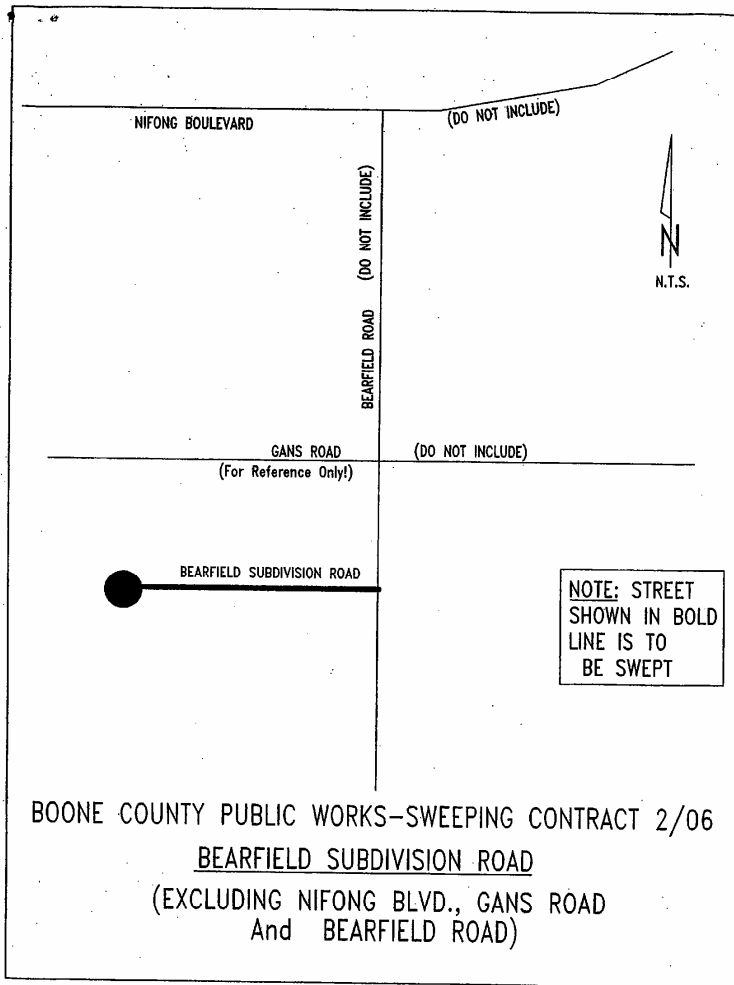 NIFONG BOULEVARD
(DO NOT INCLUDE)
BEARFIELD ROAD (DO NOT INCLUDE)
N
N.T.S.
GANS ROAD (DO NOT INCLUDE)
(For Reference Only!)
BEARFIELD SUBDIVISION ROAD
NOTE: STREET
SHOWN IN BOLD
LINE IS TO
BE SWEPT
BOONE COUNTY PUBLIC WORKS-SWEEPING CONTRACT 2/06
BEARFIELD SUBDIVISION ROAD
(EXCLUDING NIFONG BLVD., GANS ROAD
And BEARFIELD ROAD)